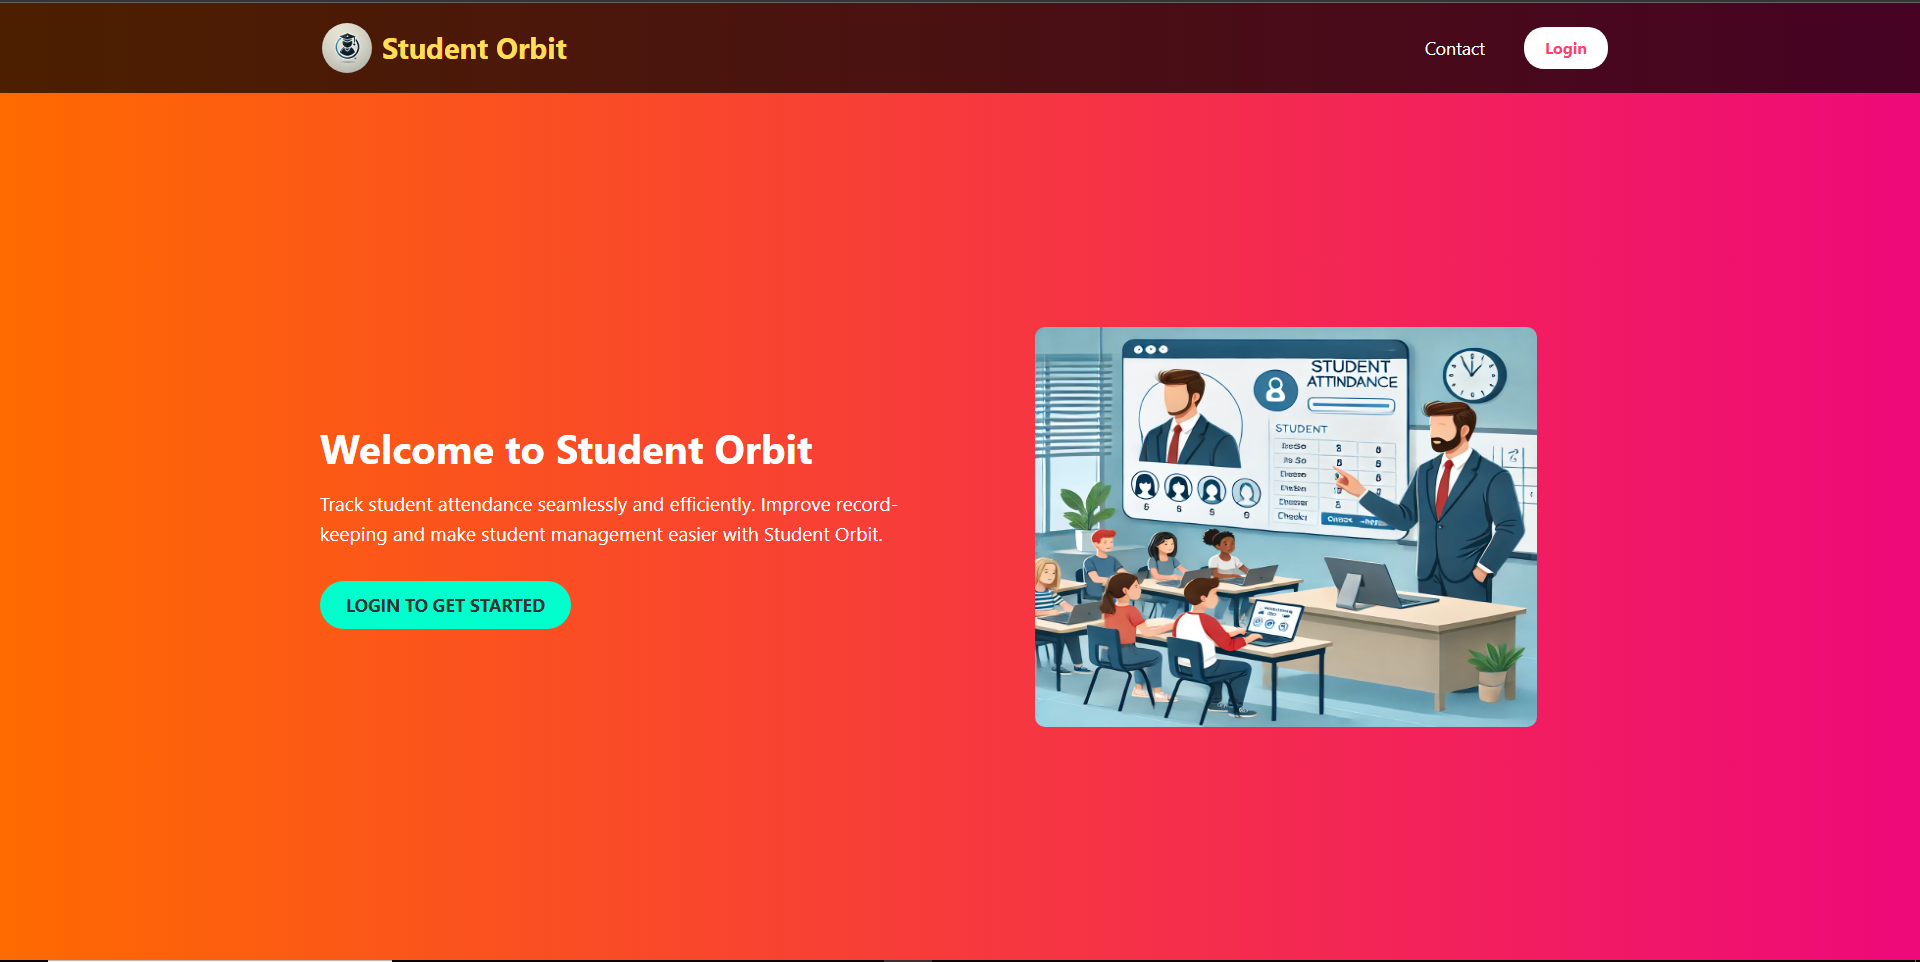 Student Orbit
Contact
Login
Welcome to Student Orbit
Track student attendance seamlessly and efficiently. Improve record-
keeping and make student management easier with Student Orbit.
LOGIN TO GET STARTED
STUDENT
ATTINDANCE
STUDENT